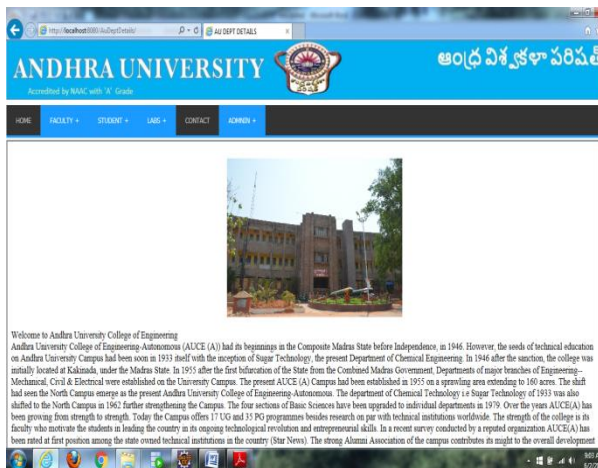 http://localhost:8080/AuDeptDetails/
AU DEPT DETAILS
ANDHRA UNIVERSITY
ఆంధ్ర విశ్వకళా పరిషత్
Accredited by NAAC with 'A' Grade
HOME FACULTY + STUDENT + LABS + CONTACT ADMNIN +
Welcome to Andhra University College of Engineering
Andhra University College of Engineering-Autonomous (AUCE (A)) had its beginnings in the Composite Madras State before Independence, in 1946. However, the seeds of technical education
on Andhra University Campus had been soon in 1933 itself with the inception of Sugar Technology, the present Department of Chemical Engineering. In 1946 after the sanction, the college was
initially located at Kakinada, under the Madras State. In 1955 after the first bifurcation of the State from the Combined Madras Government, Departments of major branches of Engineering--
Mechanical, Civil & Electrical were established on the University Campus. The present AUCE (A) Campus had been established in 1955 on a sprawling area extending to 160 acres. The shift
had seen the North Campus emerge as the present Andhra University College of Engineering-Autonomous. The department of Chemical Technology i.e Sugar Technology of 1933 was also
shifted to the North Campus in 1962 further strengthening the Campus. The four sections of Basic Sciences have been upgraded to individual departments in 1979. Over the years AUCE(A) has
been growing from strength to strength. Today the Campus offers 17 UG and 35 PG programmes besides research on par with technical institutions worldwide. The strength of the college is its
faculty who motivate the students in leading the country in its ongoing technological revolution and entrepreneurial skills. In a recent survey conducted by a reputed organization AUCE(A) has
been rated at first position among the state owned technical institutions in the country (Star News). The strong Alumni Association of the campus contributes its might to the overall development